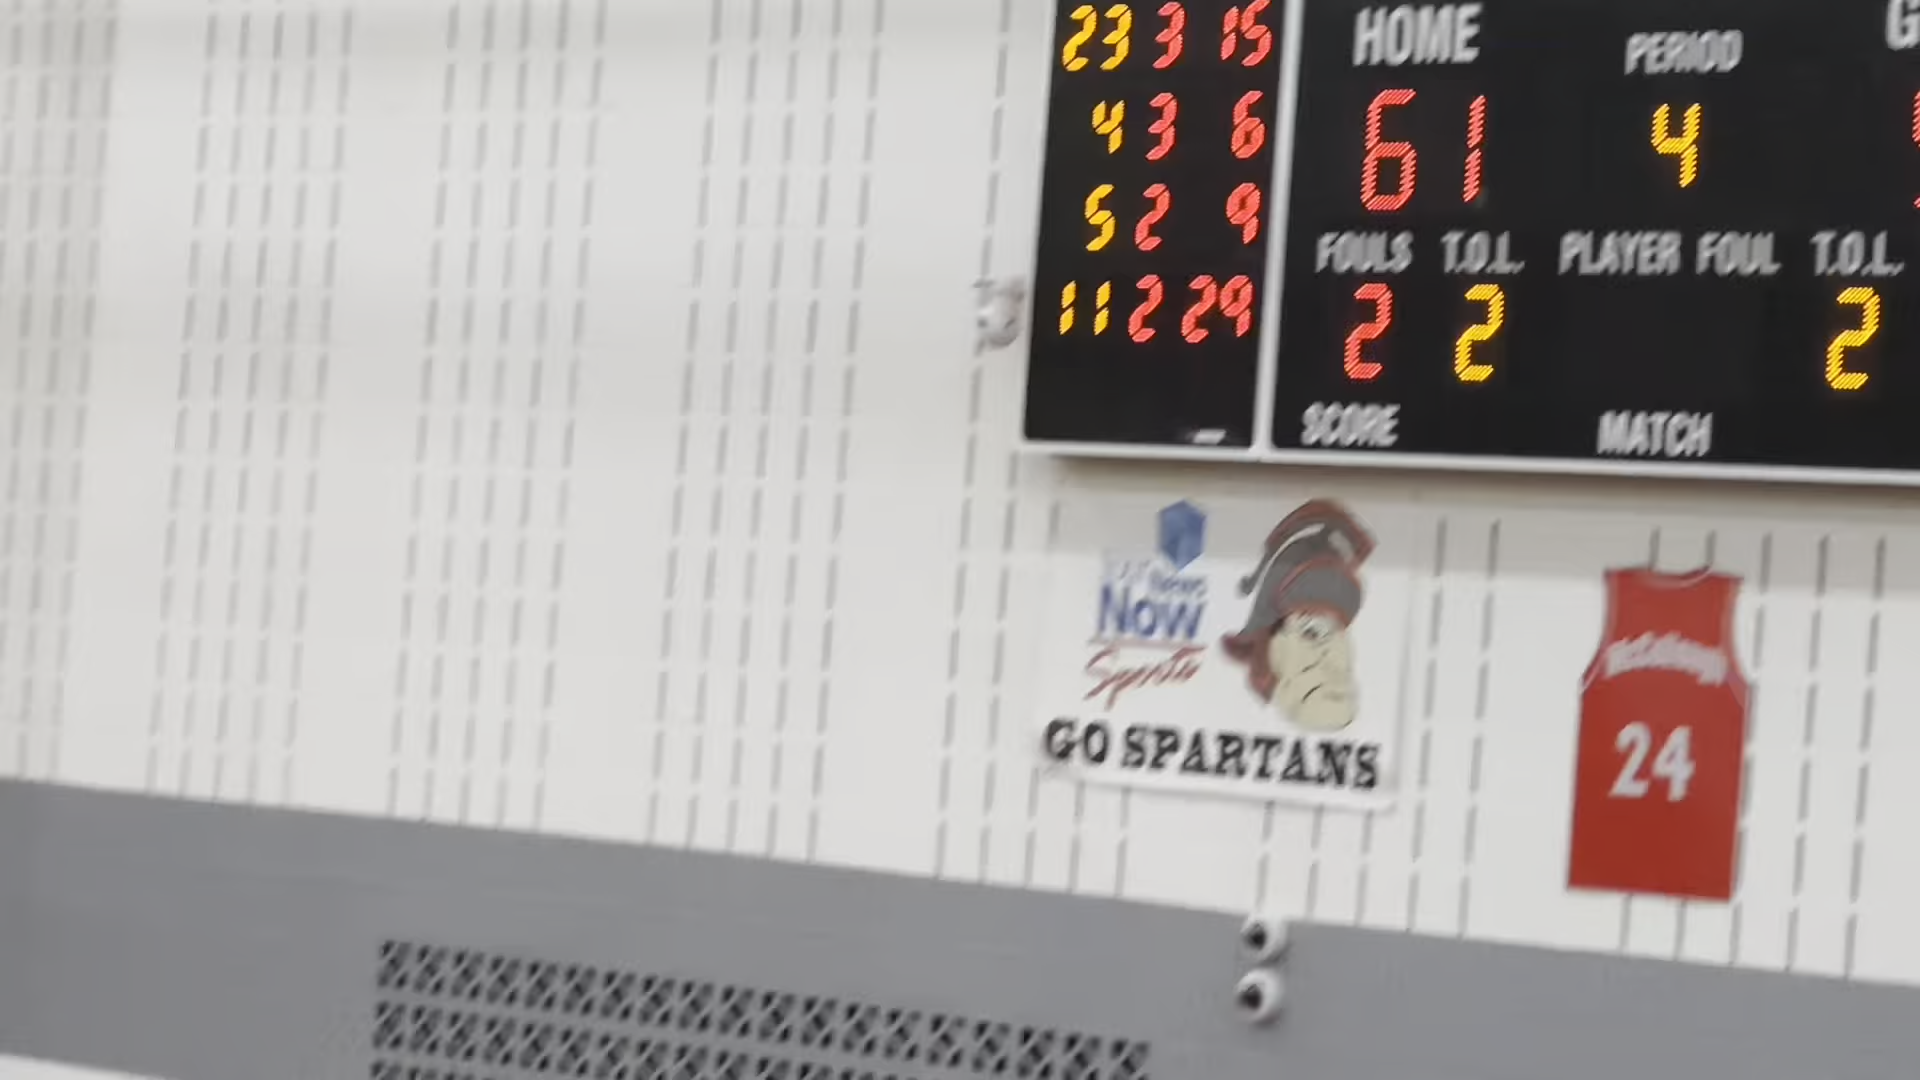 23 3 15
4 3 6
5 2 9
11 2 29
HOME
PERIOD
61
4
FOULS T.O.L. PLAYER FOUL T.O.L.
2 2 2
SCORE
MATCH
News
Now
Sports
GO SPARTANS
24